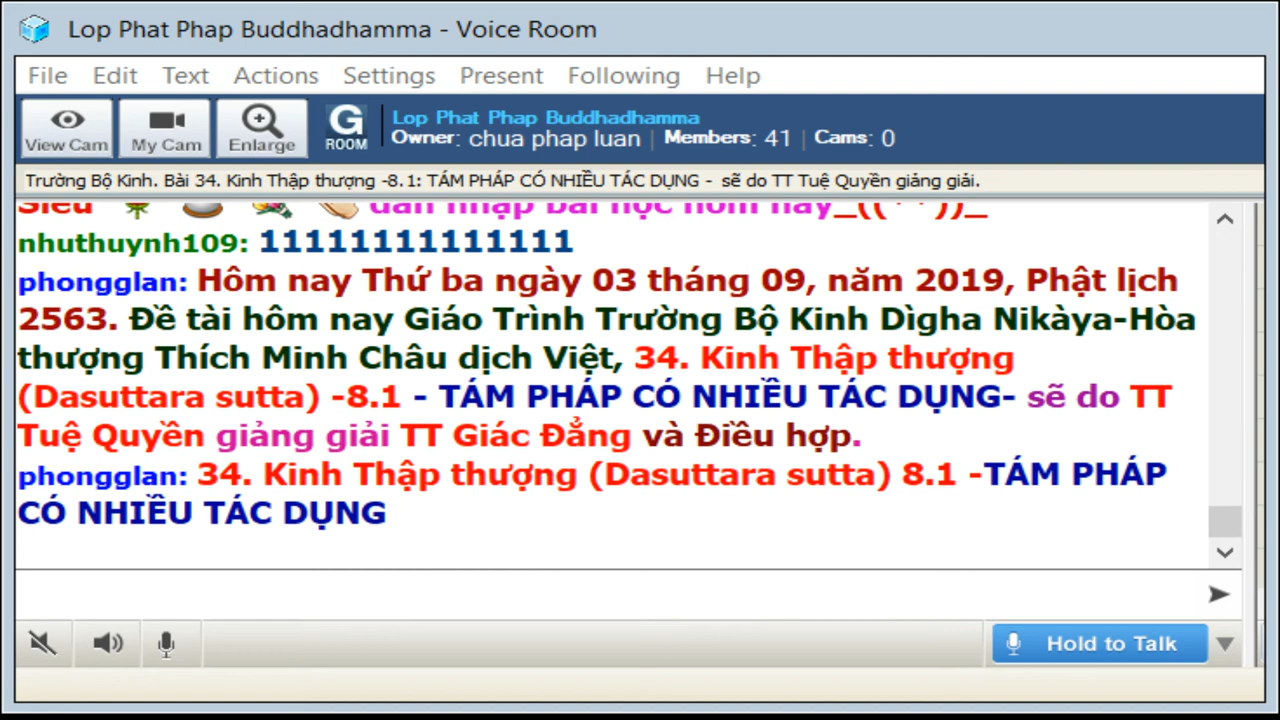 Lop Phat Phap Buddhadhamma - Voice Room
File Edit Text Actions Settings Present Following Help
View Cam My Cam Enlarge G ROOM
Lop Phat Phap Buddhadhamma
Owner: chua phap luan | Members: 41 | Cams: 0
Trường Bộ Kinh. Bài 34. Kinh Thập thượng -8.1: TÁM PHÁP CÓ NHIỀU TÁC DỤNG - sẽ do TT Tuệ Quyền giảng giải.
Sieu dan nhập bài học hôm nay_((**))_
nhuthuynh109: 11111111111111
phongglan: Hôm nay Thứ ba ngày 03 tháng 09, năm 2019, Phật lịch
2563. Đề tài hôm nay Giáo Trình Trường Bộ Kinh Dìgha Nikàya-Hòa
thượng Thích Minh Châu dịch Việt, 34. Kinh Thập thượng
(Dasuttara sutta) -8.1 - TÁM PHÁP CÓ NHIỀU TÁC DỤNG- sẽ do TT
Tuệ Quyền giảng giải TT Giác Đẳng và Điều hợp.
phongglan: 34. Kinh Thập thượng (Dasuttara sutta) 8.1 -TÁM PHÁP
CÓ NHIỀU TÁC DỤNG
Hold to Talk